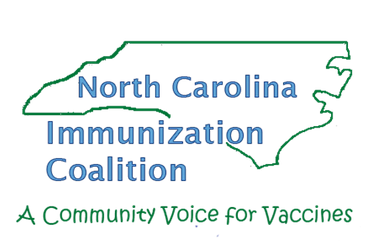 North Carolina
Immunization
Coalition
A Community Voice for Vaccines